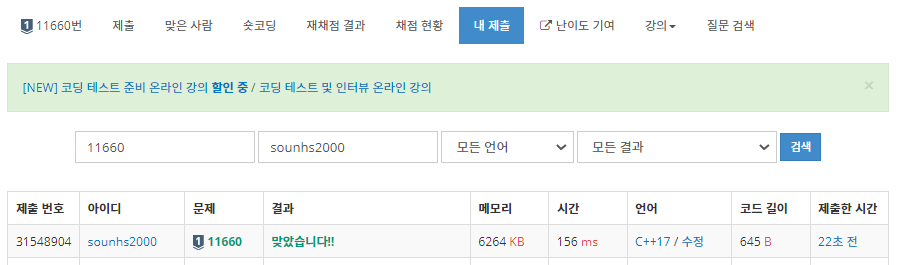 1 11660번 제출 맞은 사람 숏코딩 재채점 결과 채점 현황 내 제출 난이도 기여 강의 질문 검색
[NEW] 코딩 테스트 준비 온라인 강의 할인 중 / 코딩 테스트 및 인터뷰 온라인 강의 ×
11660 sounhs2000 모든 언어 모든 결과 검색
제출 번호 아이디 문제 결과 메모리 시간 언어 코드 길이 제출한 시간
31548904 sounhs2000 1 11660 맞았습니다!! 6264 KB 156 ms C++17 / 수정 645 B 22초 전